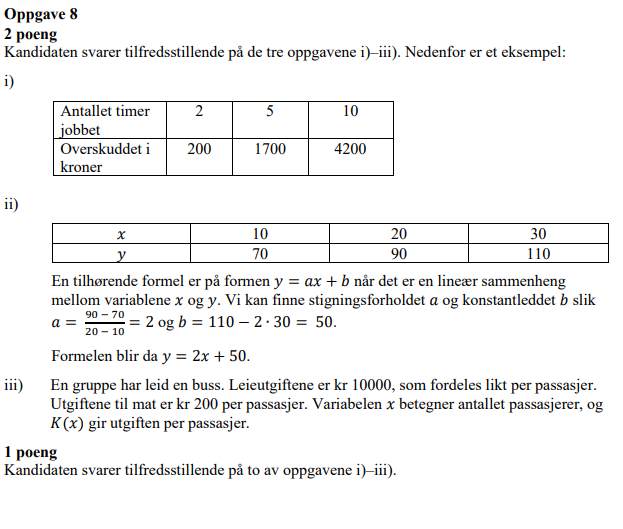 Oppgave 8
2 poeng
Kandidaten svarer tilfredsstillende på de tre oppgavene i)–iii). Nedenfor er et eksempel:
i)
Antallet timer jobbet 2 5 10
Overskuddet i kroner 200 1700 4200
ii)
x 10 20 30
y 70 90 110
En tilhørende formel er på formen y = ax + b når det er en lineær sammenheng
mellom variablene x og y. Vi kan finne stigningsforholdet a og konstantleddet b slik
a = (90 − 70)/(20 − 10) = 2 og b = 110 − 2 · 30 = 50.
Formelen blir da y = 2x + 50.
iii) En gruppe har leid en buss. Leieutgiftene er kr 10000, som fordeles likt per passasjer.
Utgiftene til mat er kr 200 per passasjer. Variabelen x betegner antallet passasjerer, og
K(x) gir utgiften per passasjer.
1 poeng
Kandidaten svarer tilfredsstillende på to av oppgavene i)–iii).